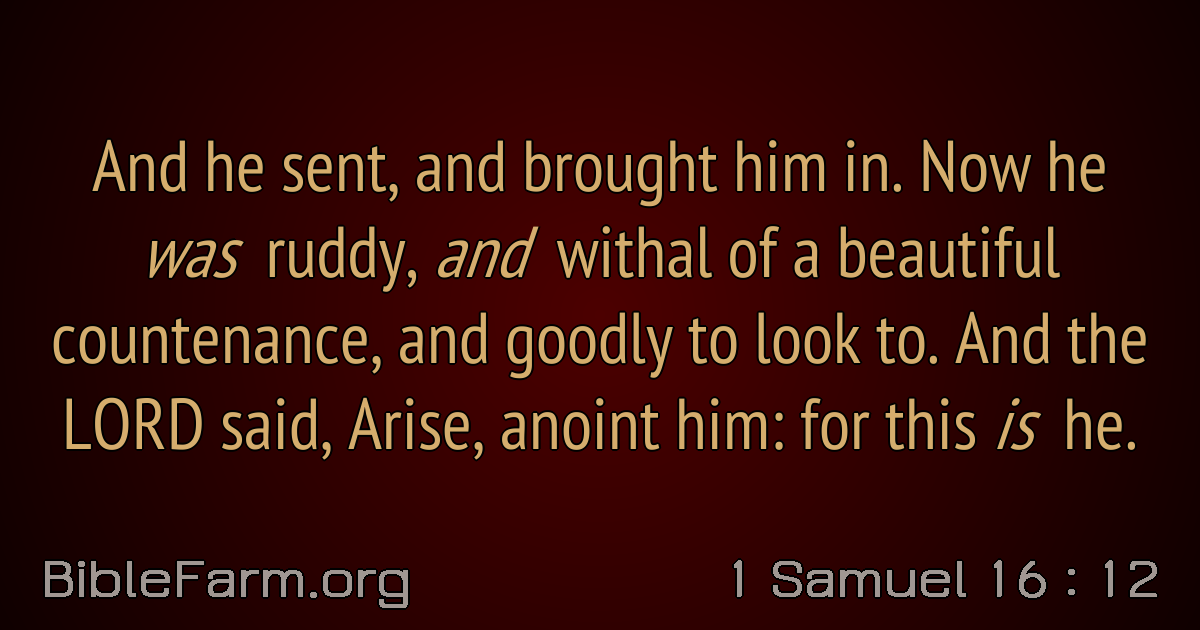 And he sent, and brought him in. Now he
was ruddy, and withal of a beautiful
countenance, and goodly to look to. And the
LORD said, Arise, anoint him: for this is he.
BibleFarm.org
1 Samuel 16 : 12